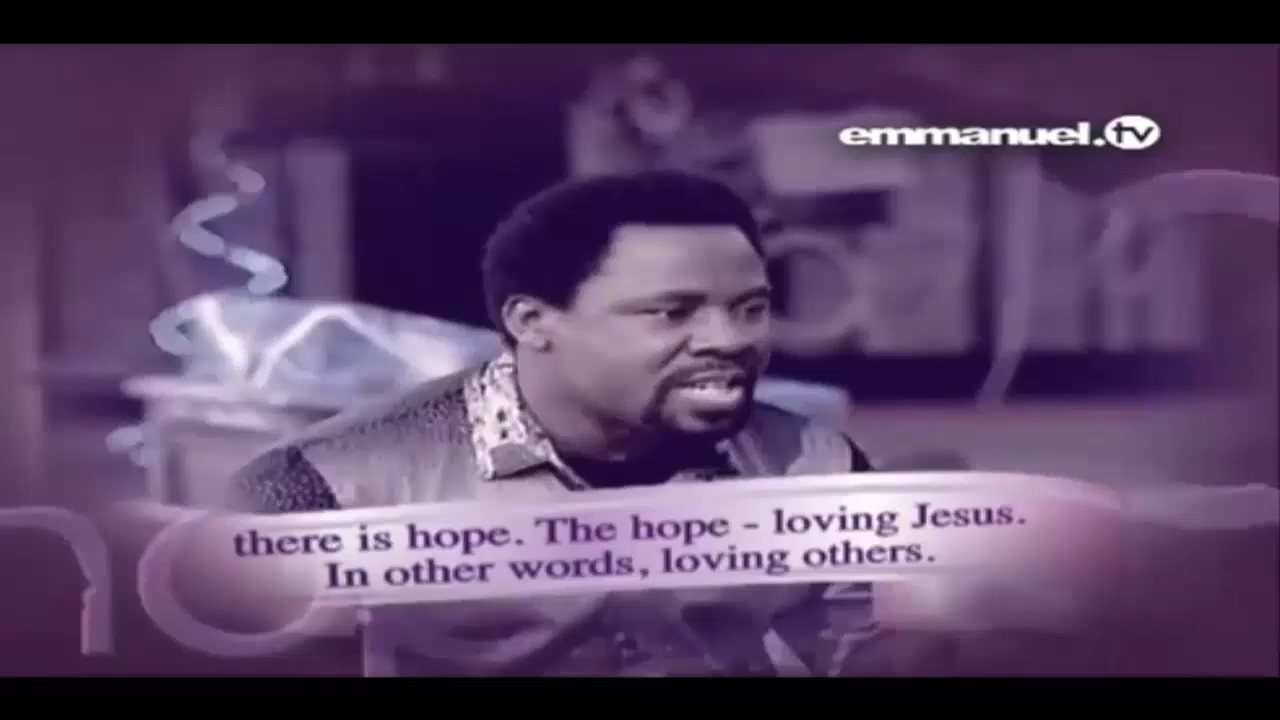 emmanuel.tv
there is hope. The hope - loving Jesus.
In other words, loving others.